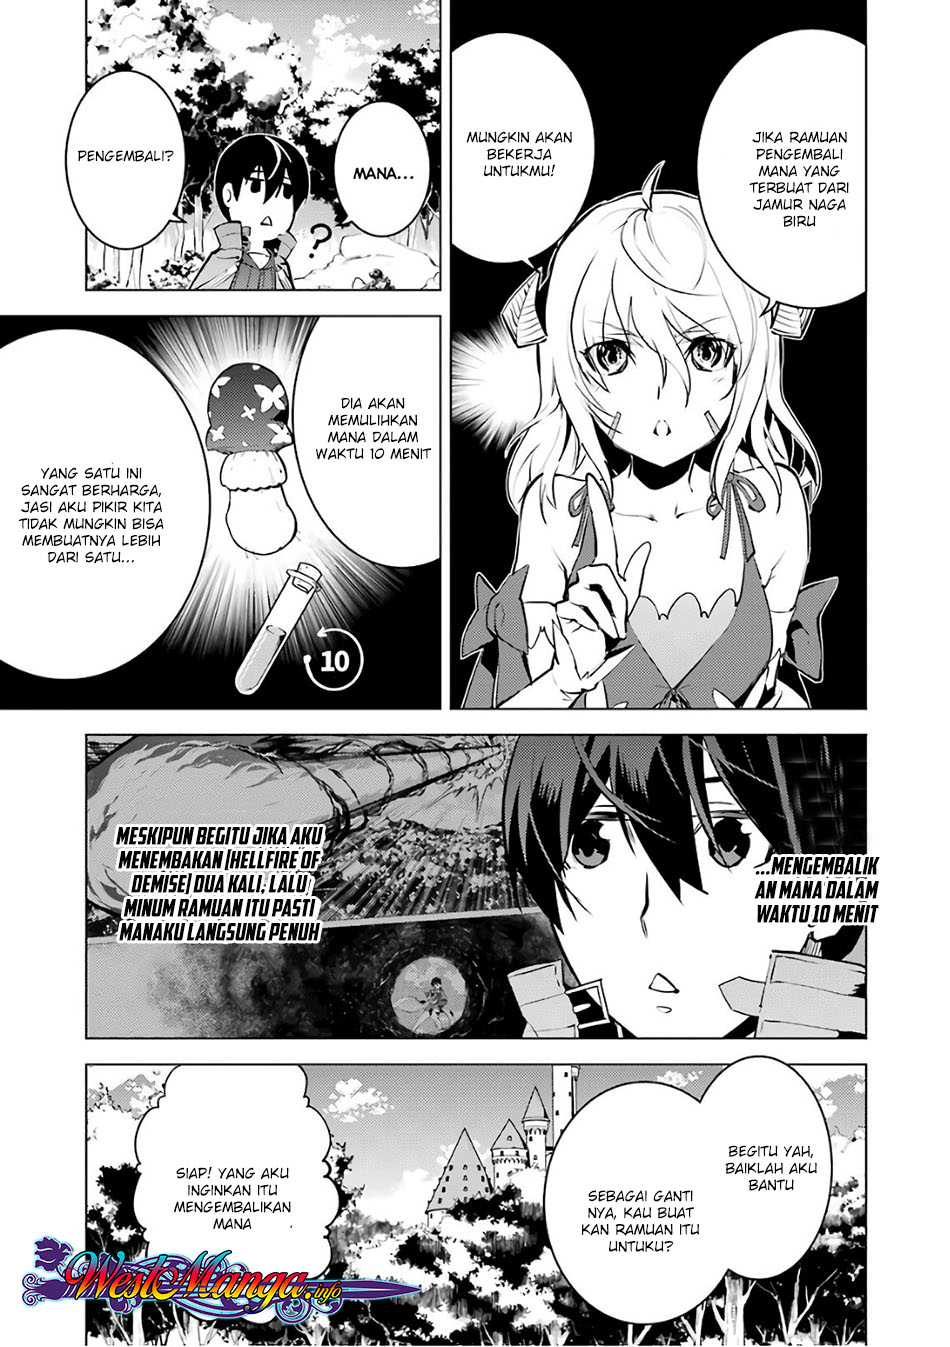 JIKA RAMUAN
PENGEMBALI
MANA YANG
TERBUAT DARI
JAMUR NAGA
BIRU
MUNGKIN AKAN
BEKERJA
UNTUKMU!
MANA...
?
PENGEMBALI?
DIA AKAN
MEMULIHKAN
MANA DALAM
WAKTU 10 MENIT
YANG SATU INI
SANGAT BERHARGA,
JASI AKU PIKIR KITA
TIDAK MUNGKIN BISA
MEMBUATNYA LEBIH
DARI SATU...
10
...MENGEMBALIK
AN MANA DALAM
WAKTU 10 MENIT
MESKIPUN BEGITU JIKA AKU
MENEMBAKAN [HELLFIRE OF
DEMISE] DUA KALI, LALU
MINUM RAMUAN ITU PASTI
MANAKU LANGSUNG PENUH
BEGITU YAH,
BAIKLAH AKU
BANTU
SEBAGAI GANTI
NYA, KAU BUAT
KAN RAMUAN ITU
UNTUKU?
SIAP! YANG AKU
INGINKAN ITU
MENGEMBALIKAN
MANA
WestManga.info